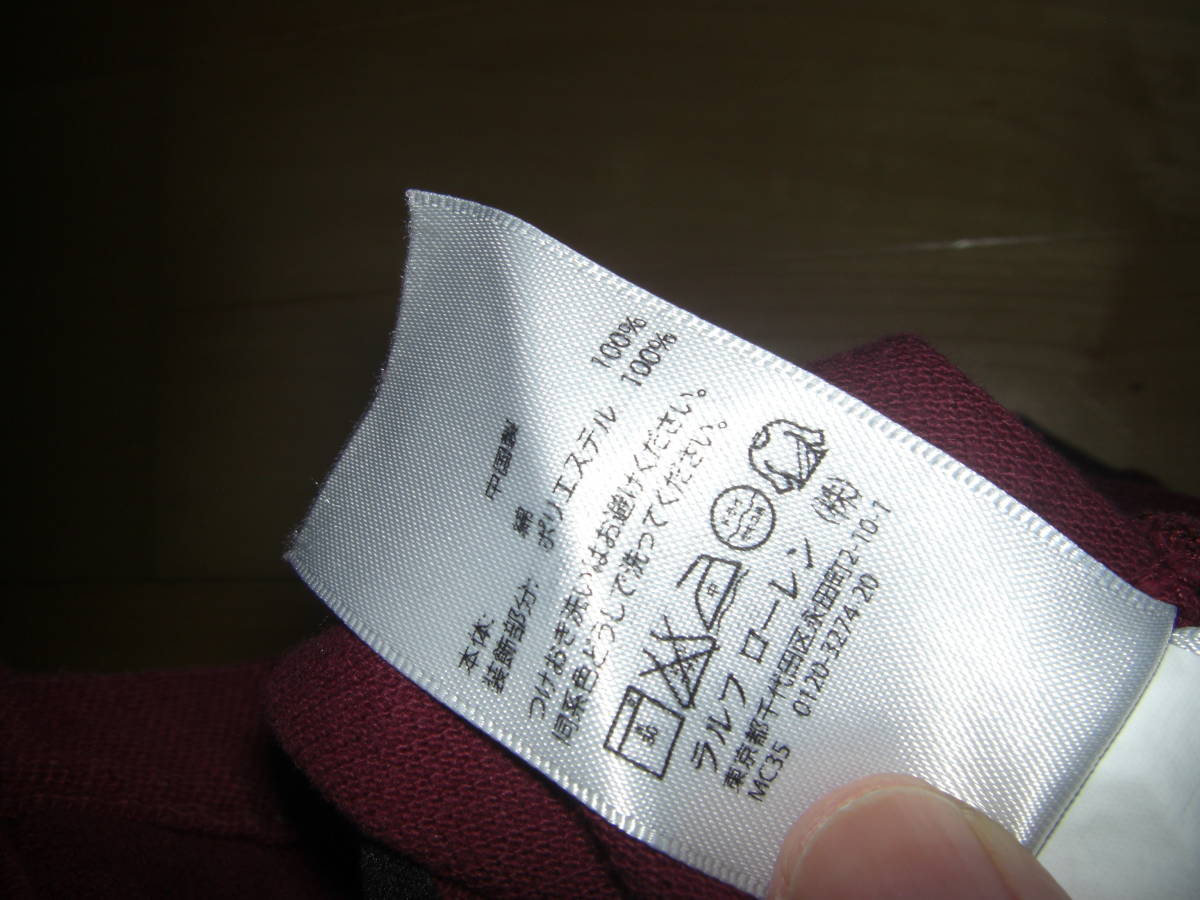 中国製
本体: 綿 100%
装飾部分: ポリエステル 100%
つけおき洗いはお避けください。
同系色どうしで洗ってください。
ラルフ ローレン (株)
東京都千代田区永田町2-10-1
MC35 0120-3274-20